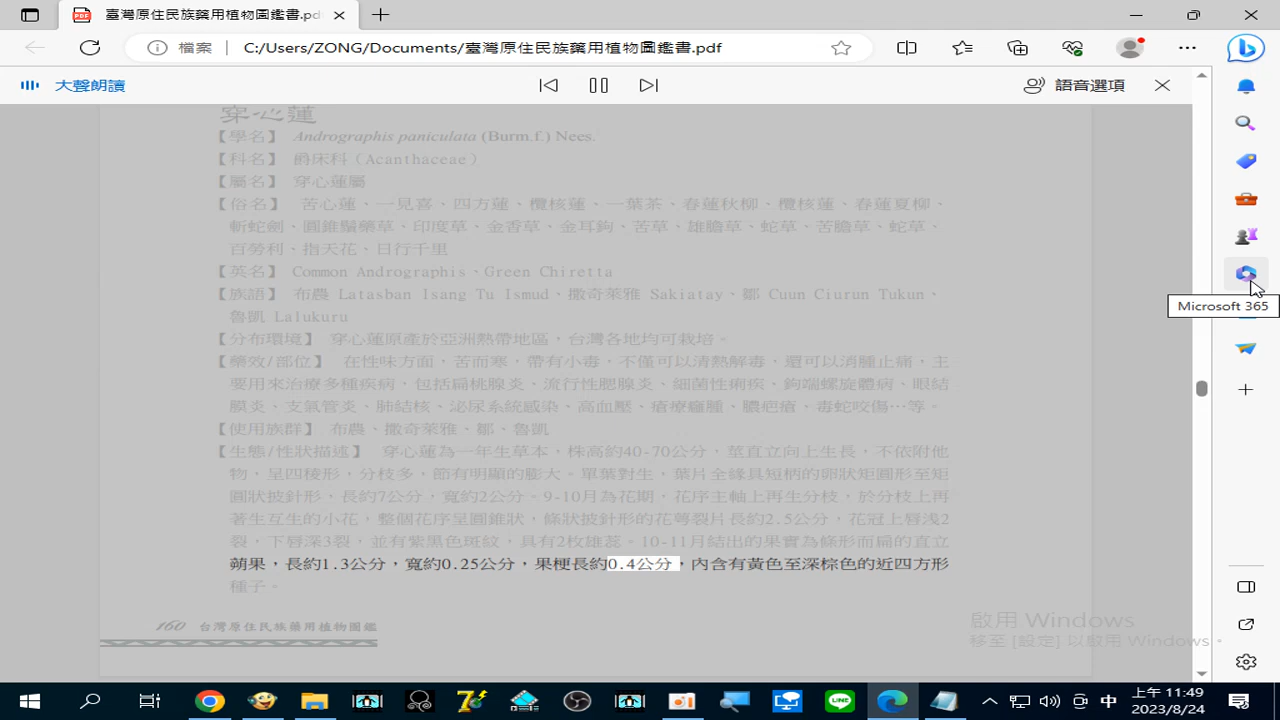 臺灣原住民族藥用植物圖鑑書.pdf
檔案
C:/Users/ZONG/Documents/臺灣原住民族藥用植物圖鑑書.pdf
大聲朗讀
語音選項
穿心蓮
【學名】 Andrographis paniculata (Burm.f.) Nees.
【科名】 爵床科（Acanthaceae）
【屬名】 穿心蓮屬
【俗名】 苦心蓮、一見喜、四方蓮、欖核蓮、一葉茶、春蓮秋柳、欖核蓮、春蓮夏柳、
斬蛇劍、圓錐鬚藥草、印度草、金香草、金耳鉤、苦草、雄膽草、蛇草、苦膽草、蛇草、
百勞利、指天花、日行千里
【英名】 Common Andrographis、Green Chiretta
【族語】 布農 Latasban Isang Tu Ismud、撒奇萊雅 Sakiatay、鄒 Cuun Ciurun Tukun、
魯凱 Lalukuru
【分布環境】 穿心蓮原產於亞洲熱帶地區，台灣各地均可栽培。
【藥效/部位】 在性味方面，苦而寒，帶有小毒，不僅可以清熱解毒，還可以消腫止痛，主
要用來治療多種疾病，包括扁桃腺炎、流行性腮腺炎、細菌性痢疾、鉤端螺旋體病、眼結
膜炎、支氣管炎、肺結核、泌尿系統感染、高血壓、瘡癤癰腫、膿疱瘡、毒蛇咬傷…等。
【使用族群】 布農、撒奇萊雅、鄒、魯凱
【生態/性狀描述】 穿心蓮為一年生草本，株高約40-70公分，莖直立向上生長，不依附他
物，呈四稜形，分枝多，節有明顯的膨大。單葉對生，葉片全緣具短柄的卵狀矩圓形至矩
圓狀披針形，長約7公分，寬約2公分。9-10月為花期，花序主軸上再生分枝，於分枝上再
著生互生的小花，整個花序呈圓錐狀，條狀披針形的花萼裂片長約2.5公分，花冠上唇淺2
裂，下唇深3裂，並有紫黑色斑紋，具有2枚雄蕊。10-11月結出的果實為條形而扁的直立
蒴果，長約1.3公分，寬約0.25公分，果梗長約0.4公分，內含有黃色至深棕色的近四方形
種子。
160 台灣原住民族藥用植物圖鑑
Microsoft 365
啟用 Windows
移至 [設定] 以啟用 Windows。
中
上午 11:49
2023/8/24